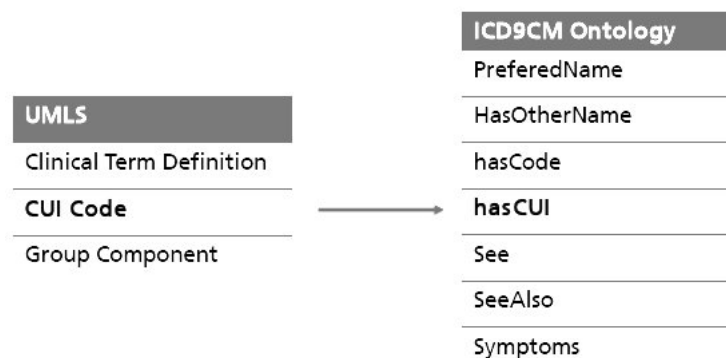 UMLS
Clinical Term Definition
CUI Code
Group Component
ICD9CM Ontology
PreferedName
HasOtherName
hasCode
hasCUI
See
SeeAlso
Symptoms